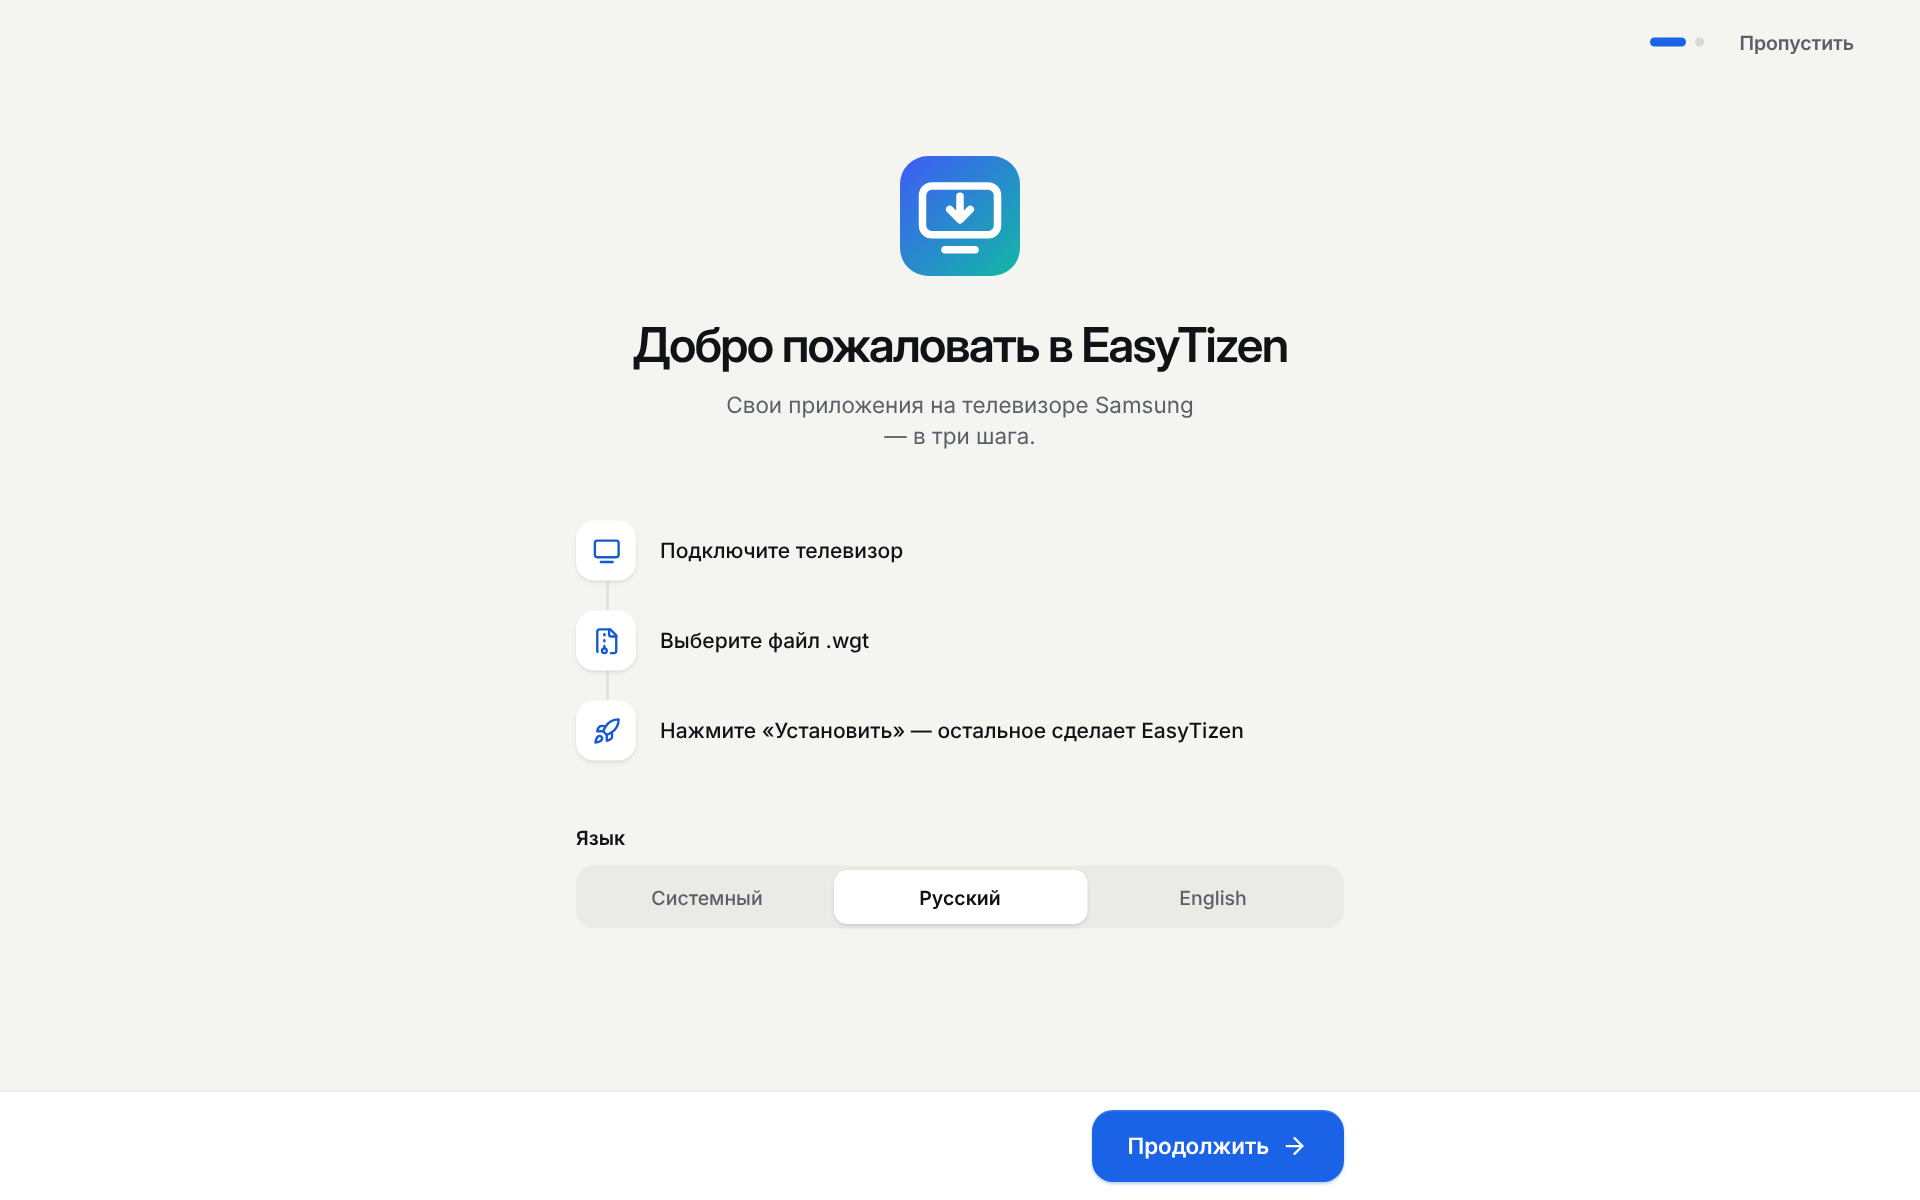 Пропустить
Добро пожаловать в EasyTizen
Свои приложения на телевизоре Samsung
— в три шага.
Подключите телевизор
Выберите файл .wgt
Нажмите «Установить» — остальное сделает EasyTizen
Язык
Системный
Русский
English
Продолжить